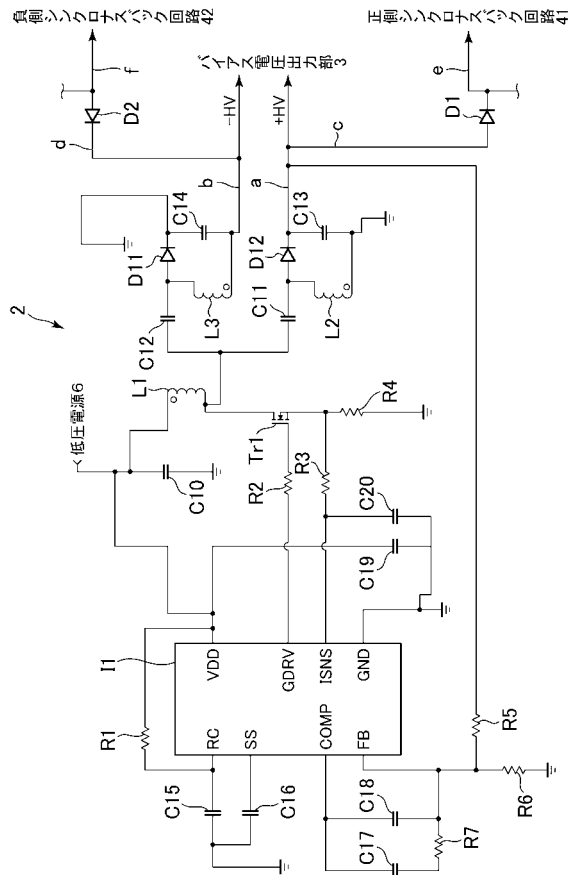 2
低圧電源6
負側シンクロナスバック回路42
バイアス電圧出力部3
正側シンクロナスバック回路41
f
D2
d
-HV
+HV
b
a
c
e
D1
C14
C13
D11
D12
L3
L2
C12
C11
L1
C10
Tr1
R2
R3
R4
C20
C19
I1
VDD
GDRV
ISNS
GND
RC
SS
COMP
FB
R1
C15
C16
C18
C17
R7
R5
R6